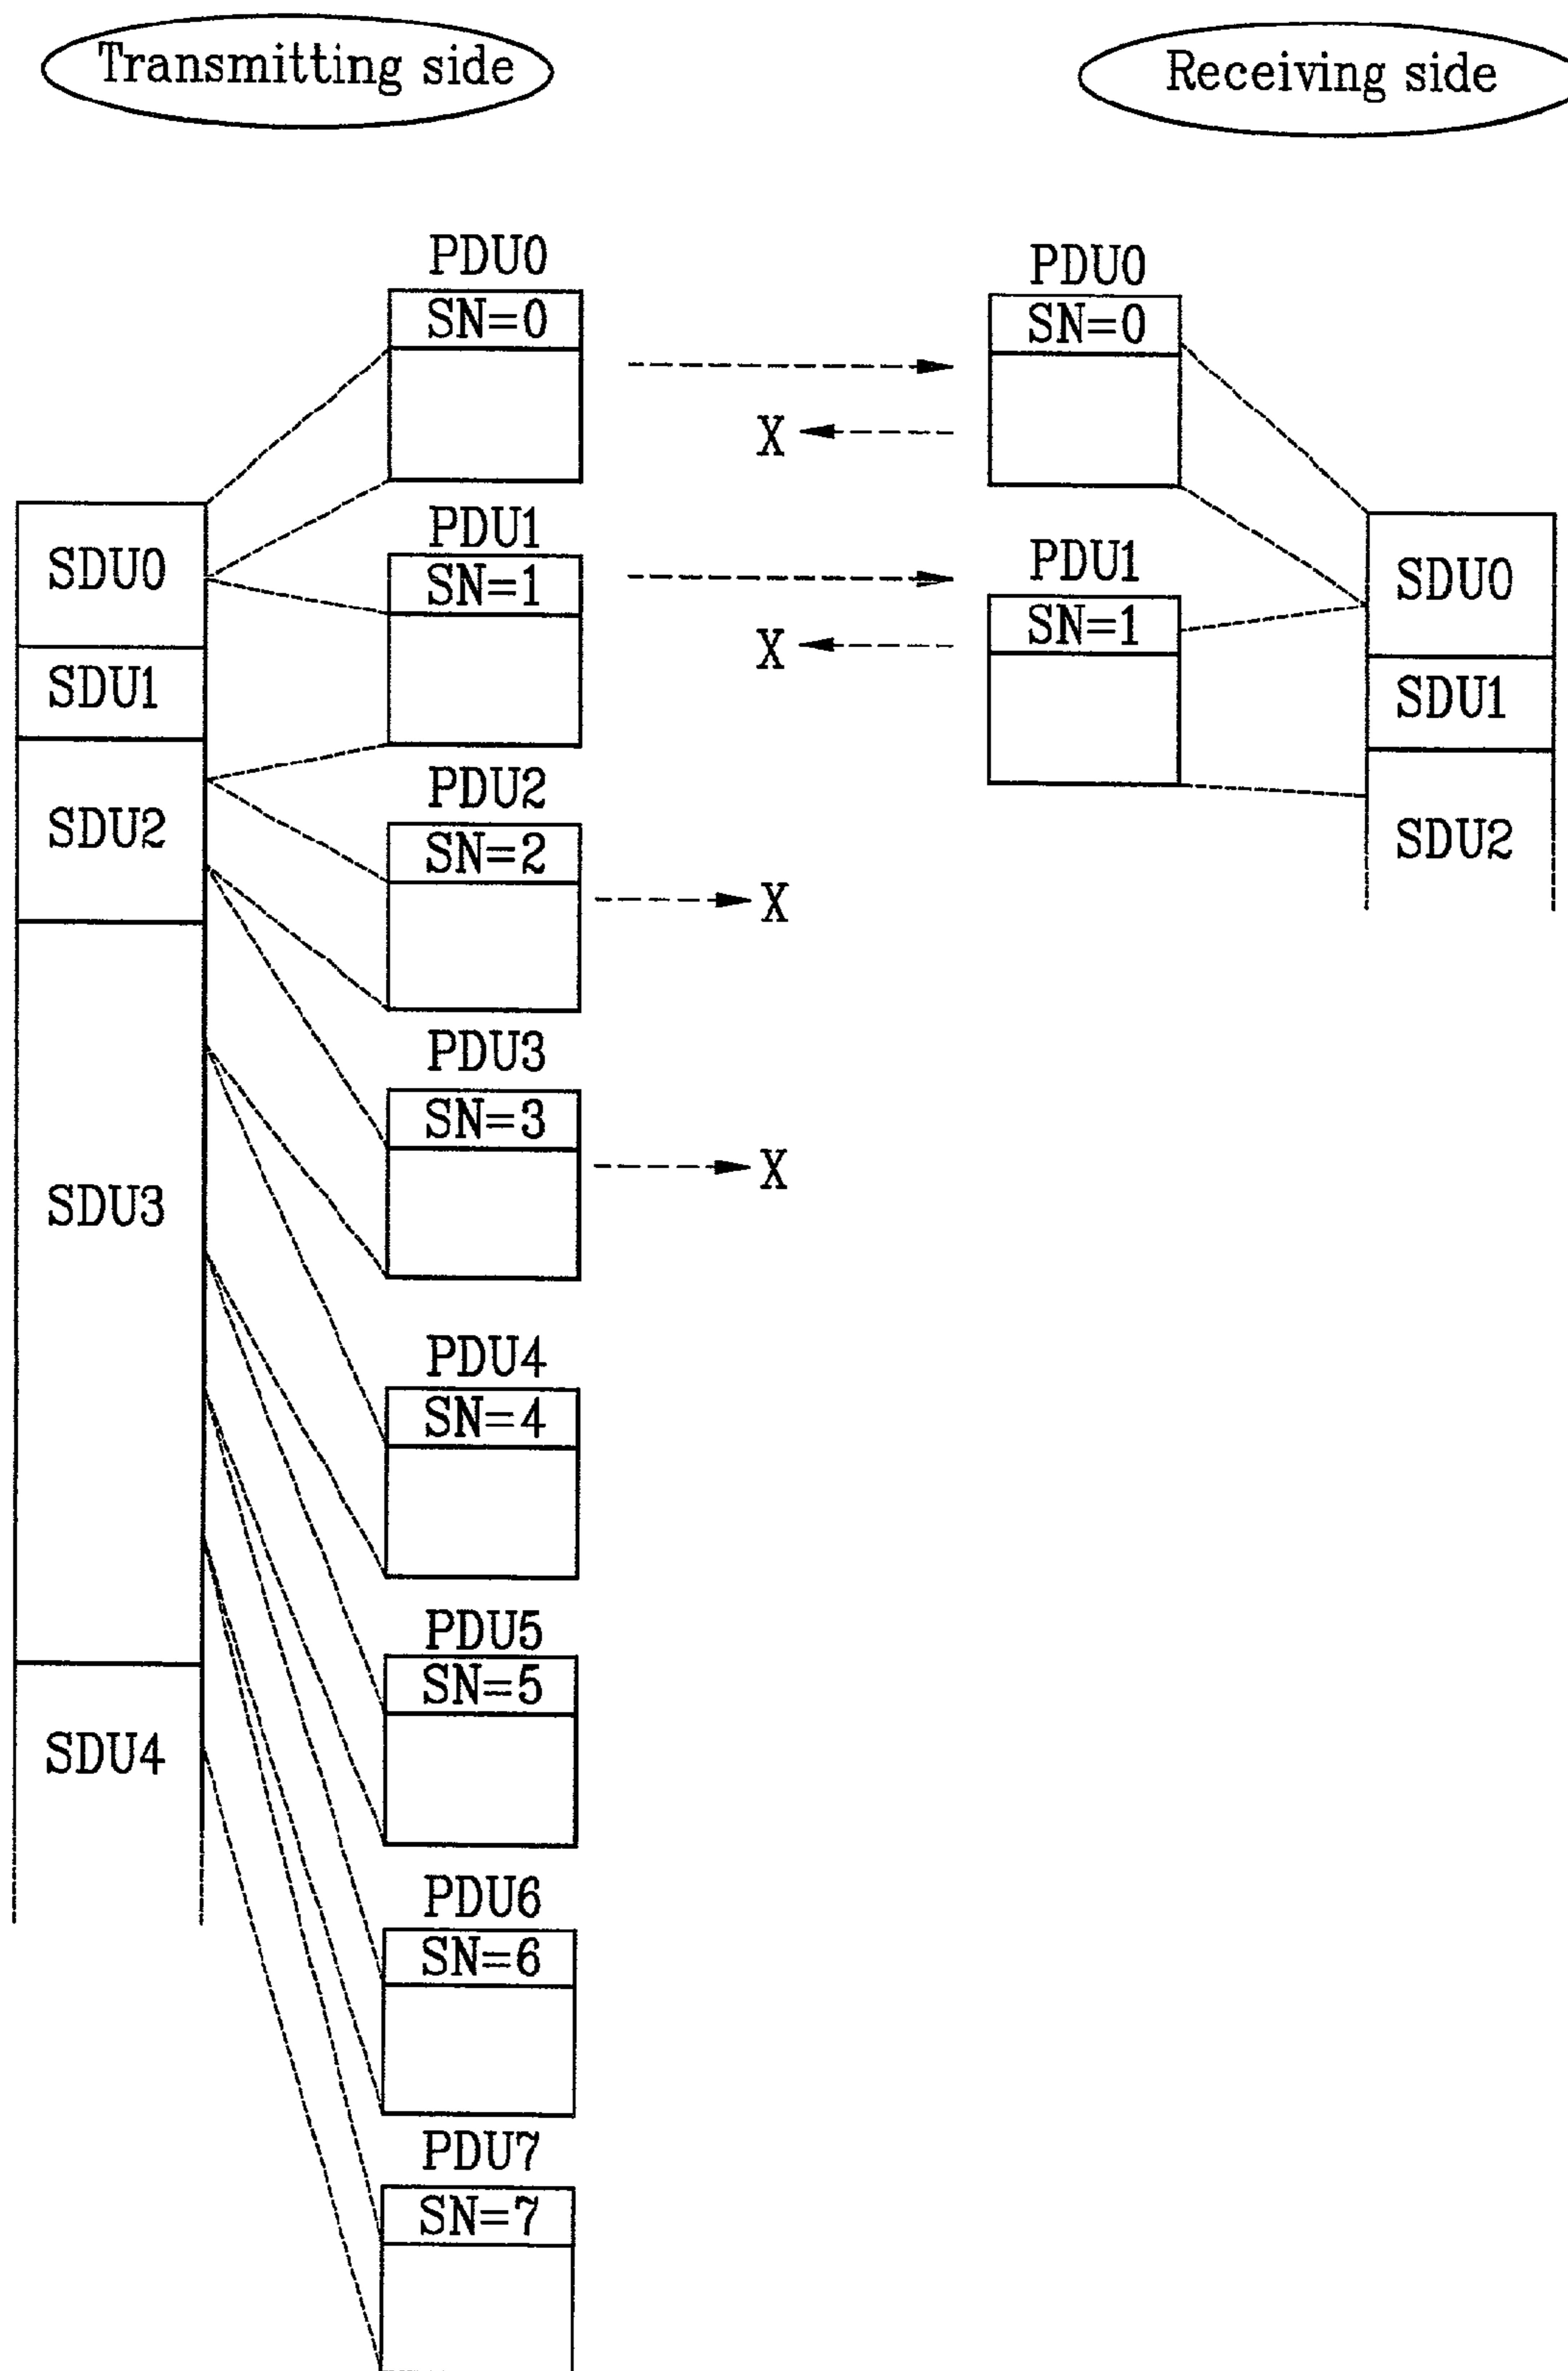 Transmitting side
Receiving side
PDU0
SN=0
PDU0
SN=0
X
SDU0
SDU1
SDU2
SDU3
SDU4
PDU1
SN=1
PDU1
SN=1
X
SDU0
SDU1
SDU2
PDU2
SN=2
X
PDU3
SN=3
X
PDU4
SN=4
PDU5
SN=5
PDU6
SN=6
PDU7
SN=7